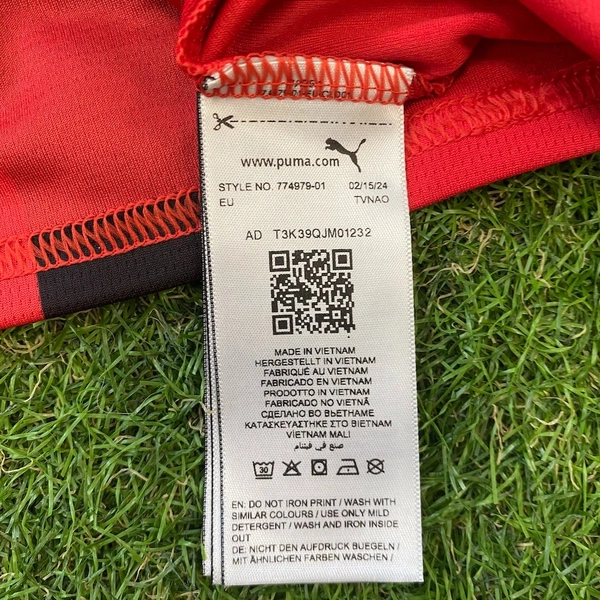 www.puma.com
STYLE NO. 774979-01 02/15/24
EU TVNAO
AD T3K39QJM01232
MADE IN VIETNAM
HERGESTELLT IN VIETNAM
FABRIQUÉ AU VIETNAM
FABRICADO EN VIETNAM
PRODOTTO IN VIETNAM
FABRICADO NO VIETNÃ
СДЕЛАНО ВО ВЬЕТНАМЕ
ΚΑΤΑΣΚΕΥΑΣΤΗΚΕ ΣΤΟ ΒΙΕΤΝΑΜ
VİETNAM MALI
صنع في فيتنام
30
EN: DO NOT IRON PRINT / WASH WITH
SIMILAR COLOURS / USE ONLY MILD
DETERGENT / WASH AND IRON INSIDE
OUT
DE: NICHT DEN AUFDRUCK BUEGELN /
MIT ÄHNLICHEN FARBEN WASCHEN /